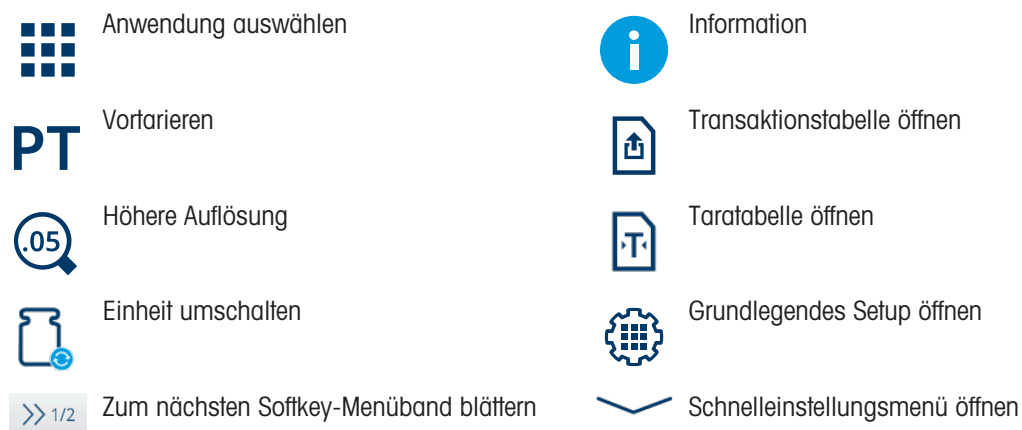 Anwendung auswählen
Information
PT
Vortarieren
Transaktionstabelle öffnen
.05
Höhere Auflösung
T
Taratabelle öffnen
Einheit umschalten
Grundlegendes Setup öffnen
1/2
Zum nächsten Softkey-Menüband blättern
Schnelleinstellungsmenü öffnen